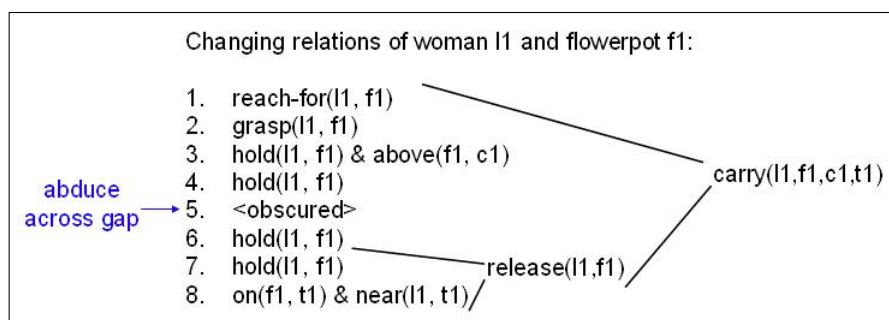 Changing relations of woman l1 and flowerpot f1:
1. reach-for(l1, f1)
2. grasp(l1, f1)
3. hold(l1, f1) & above(f1, c1)
4. hold(l1, f1)
5. <obscured>
6. hold(l1, f1)
7. hold(l1, f1)
8. on(f1, t1) & near(l1, t1)
abduce
across gap
release(l1,f1)
carry(l1,f1,c1,t1)